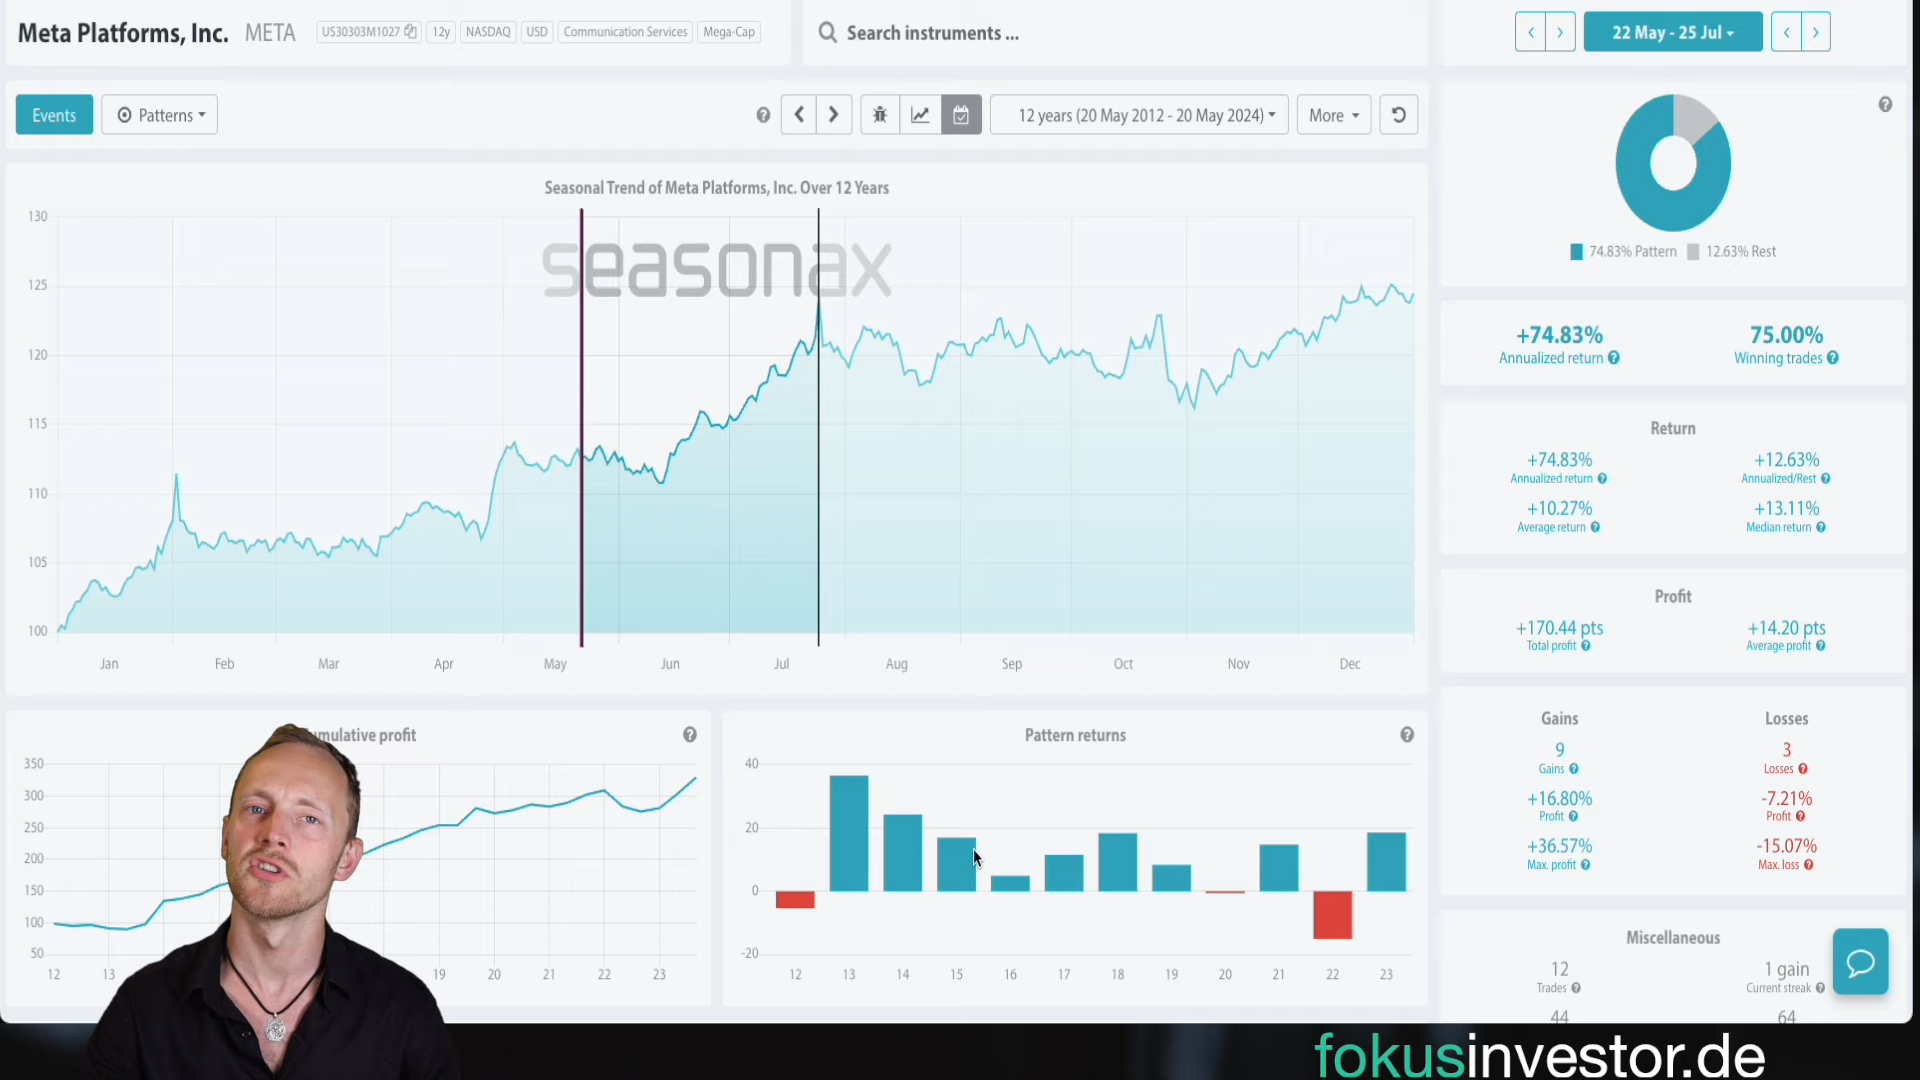 Meta Platforms, Inc. META US30303M1027 12y NASDAQ USD Communication Services Mega-Cap
Search instruments ...
22 May - 25 Jul
Events Patterns
12 years (20 May 2012 - 20 May 2024) More
Seasonal Trend of Meta Platforms, Inc. Over 12 Years
seasonax
130
125
120
115
110
105
100
Jan Feb Mar Apr May Jun Jul Aug Sep Oct Nov Dec
74.83% Pattern 12.63% Rest
+74.83% 75.00%
Annualized return Winning trades
Return
+74.83% +12.63%
Annualized return Annualized/Rest
+10.27% +13.11%
Average return Median return
Profit
+170.44 pts +14.20 pts
Total profit Average profit
Gains Losses
9 3
Gains Losses
+16.80% -7.21%
Profit Profit
+36.57% -15.07%
Max. profit Max. loss
Miscellaneous
12 1 gain
Trades Current streak
44 64
umulative profit
350
300
250
200
150
100
50
12 13 19 20 21 22 23
Pattern returns
40
20
0
-20
12 13 14 15 16 17 18 19 20 21 22 23
fokusinvestor.de